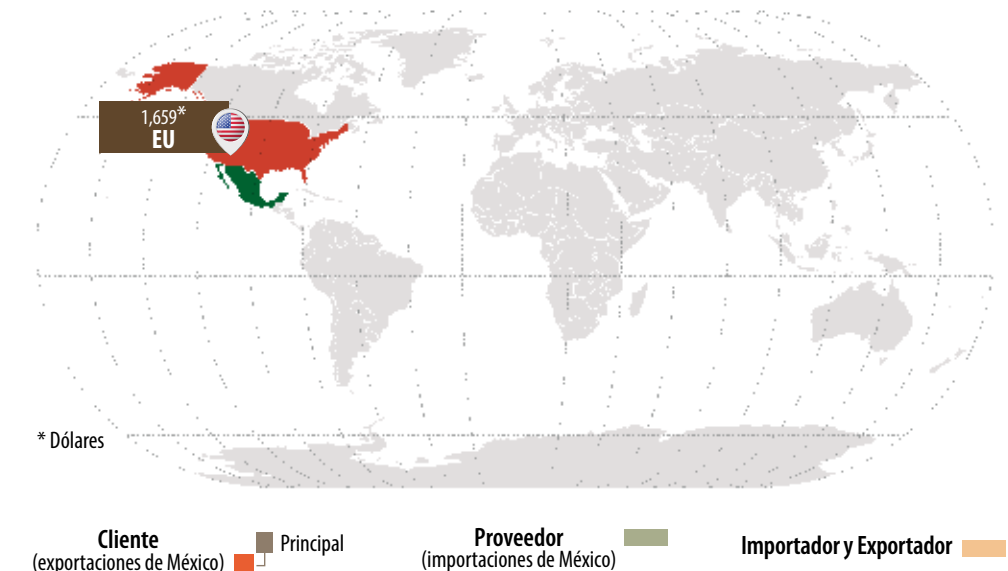 1,659*
EU
* Dólares
Cliente
(exportaciones de México)
Principal
Proveedor
(importaciones de México)
Importador y Exportador